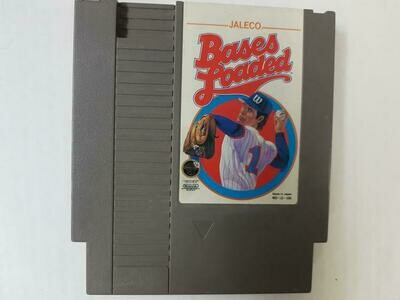 JALECO
Bases
Loaded
W
1
Made in Japan